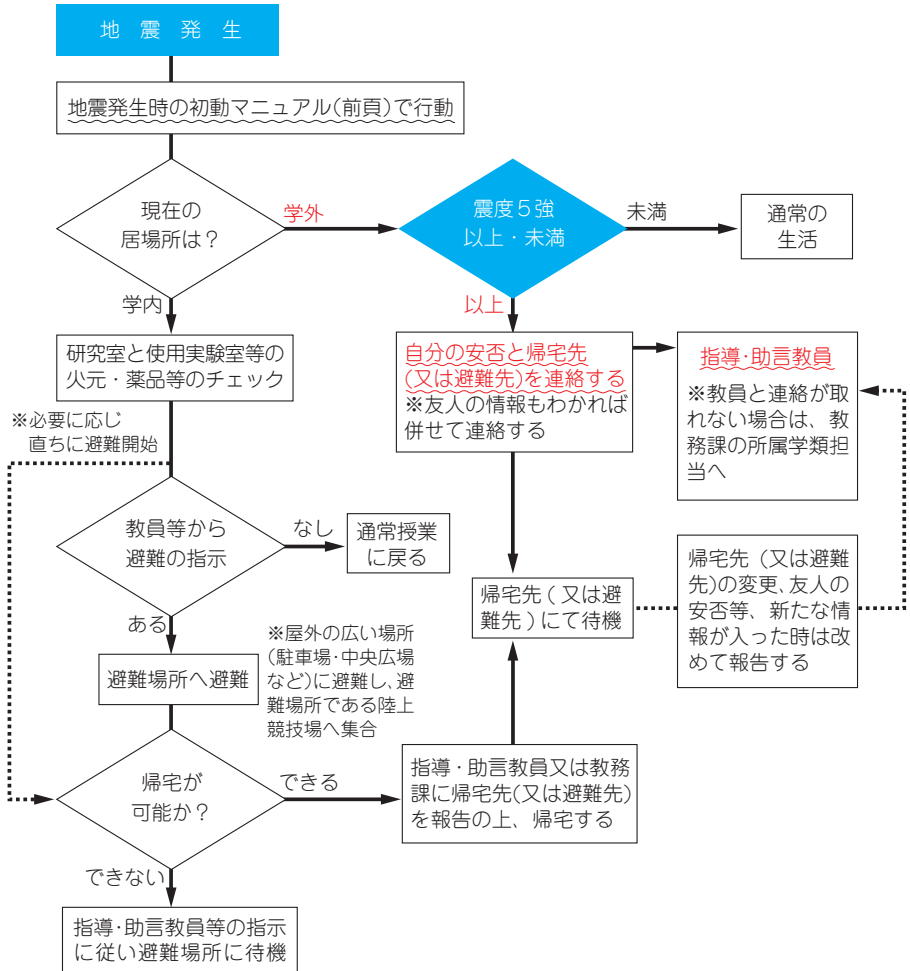 地震発生
地震発生時の初動マニュアル(前頁)で行動
現在の
居場所は？
学外
震度５強
以上・未満
未満
通常の
生活
学内
以上
研究室と使用実験室等の
火元・薬品等のチェック
自分の安否と帰宅先
(又は避難先)を連絡する
※友人の情報もわかれば
併せて連絡する
指導・助言教員
※教員と連絡が取
れない場合は、教
務課の所属学類担
当へ
※必要に応じ
直ちに避難開始
教員等から
避難の指示
なし
通常授業
に戻る
ある
帰宅先(又は避
難先)にて待機
帰宅先（又は避難
先)の変更、友人の
安否等、新たな情
報が入った時は改
めて報告する
避難場所へ避難
※屋外の広い場所
(駐車場・中央広場
など)に避難し、避
難場所である陸上
競技場へ集合
帰宅が
可能か？
できる
指導・助言教員又は教務
課に帰宅先(又は避難先)
を報告の上、帰宅する
できない
指導・助言教員等の指示
に従い避難場所に待機